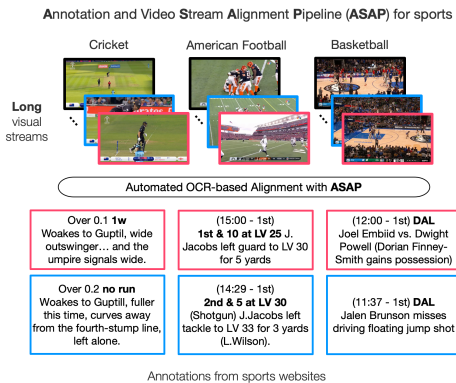 Annotation and Video Stream Alignment Pipeline (ASAP) for sports
Cricket
American Football
Basketball
Long
visual
streams
Automated OCR-based Alignment with ASAP
Over 0.1 1w
Woakes to Guptil, wide
outswinger... and the
umpire signals wide.
(15:00 - 1st)
1st & 10 at LV 25 J.
Jacobs left guard to LV 30
for 5 yards
(12:00 - 1st) DAL
Joel Embiid vs. Dwight
Powell (Dorian Finney-
Smith gains possession)
Over 0.2 no run
Woakes to Guptill, fuller
this time, curves away
from the fourth-stump line,
left alone.
(14:29 - 1st)
2nd & 5 at LV 30
(Shotgun) J.Jacobs left
tackle to LV 33 for 3 yards
(L.Wilson).
(11:37 - 1st) DAL
Jalen Brunson misses
driving floating jump shot
Annotations from sports websites